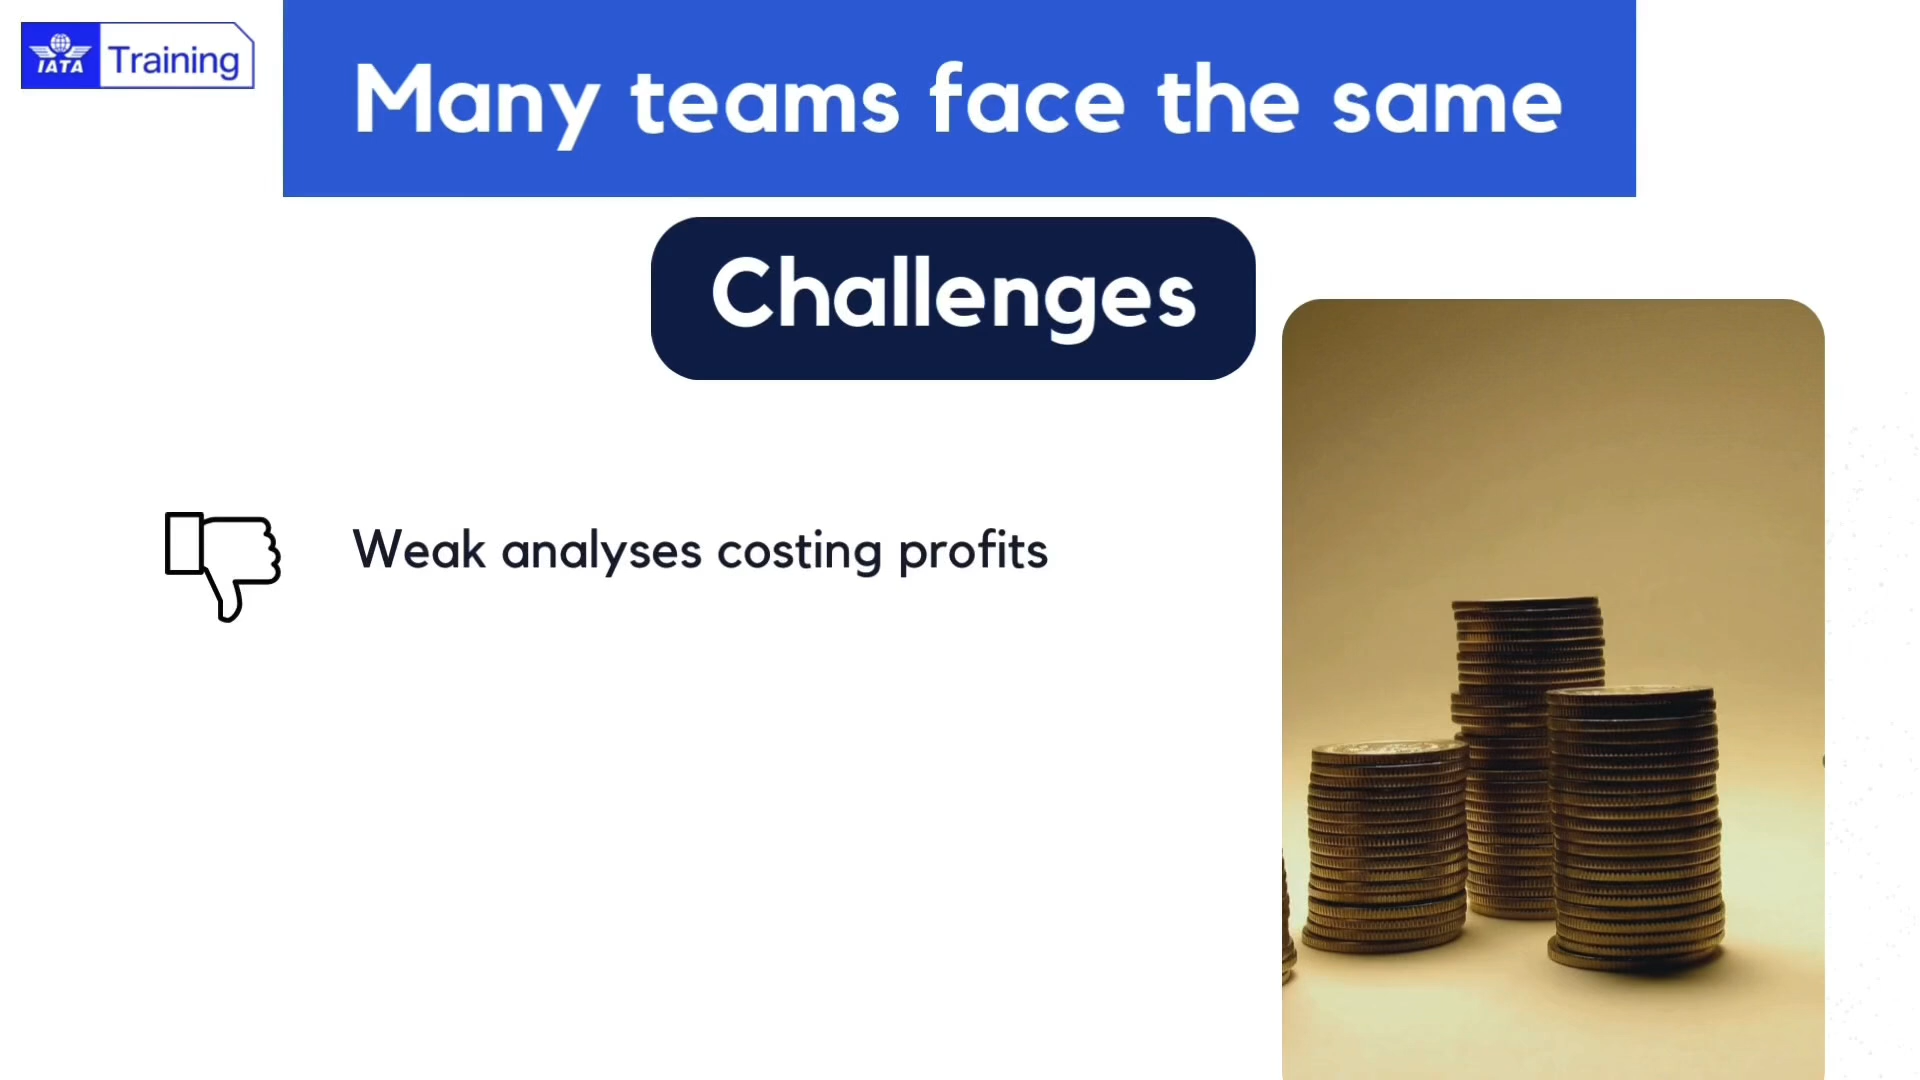 IATA Training
Many teams face the same
Challenges
Weak analyses costing profits